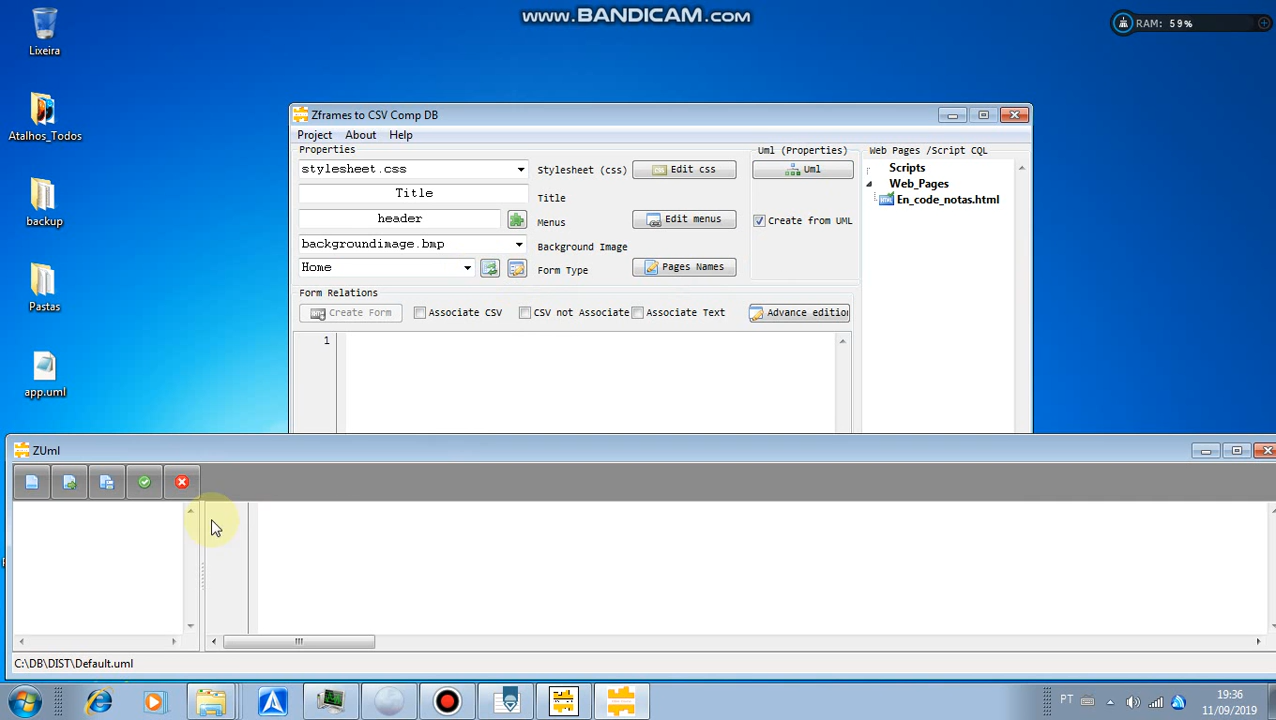 www.BANDICAM.com
RAM: 59%
Lixeira
Atalhos_Todos
backup
Pastas
app.uml
Zframes to CSV Comp DB
Project About Help
Properties
Uml (Properties)
Web Pages /Script CQL
stylesheet.css
Stylesheet (css)
Edit css
Uml
Scripts
Web_Pages
En_code_notas.html
Title
Title
header
Menus
Edit menus
Create from UML
backgroundimage.bmp
Background Image
Home
Form Type
Pages Names
Form Relations
Create Form
Associate CSV
CSV not Associate
Associate Text
Advance edition
1
ZUml
C:\DB\DIST\Default.uml
PT
19:36
11/09/2019